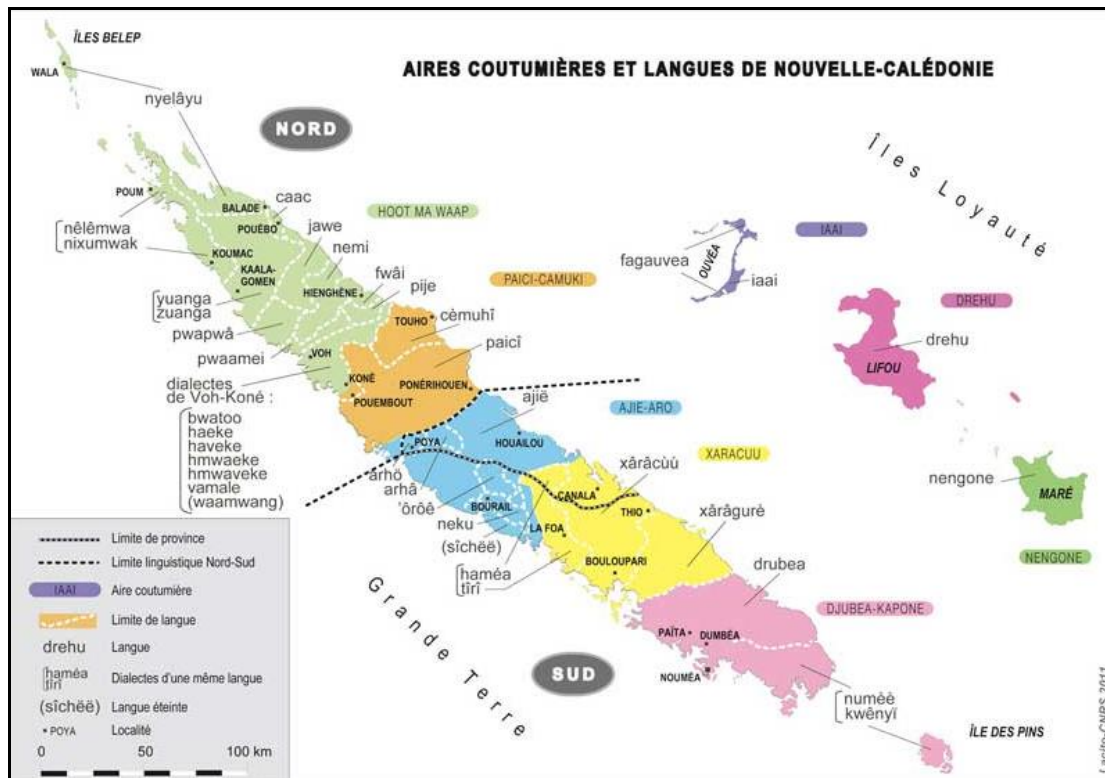 ÎLES BELEP
WALA
AIRES COUTUMIÈRES ET LANGUES DE NOUVELLE-CALÉDONIE
nyelâyu
NORD
Îles Loyauté
POUM
BALADE
caac
POUÉBO
HOOT MA WAAP
jawe
nêlêmwa
nixumwak
nemi
IAAI
KOUMAC
KAALA-
GOMEN
fwâi
fagauvea
OUVÉA
iaai
PAICI-CAMUKI
HIENGHÈNE
pije
DREHU
yuanga
zuanga
TOUHO
cèmuhî
pwapwâ
paicî
drehu
pwaamei
VOH
LIFOU
dialectes
de Voh-Koné :
KONÉ
PONÉRIHOUEN
POUEMBOUT
ajië
AJIE-ARO
bwatoo
haeke
haveke
hmwaeke
hmwaveke
vamale
(waamwang)
POYA
HOUAILOU
XARACUU
xârâcùù
nengone
MARÉ
arhö
arhâ
'ôrôê
BOURAIL
CANALA
neku
THIO
xârâgurè
(sîchëë)
LA FOA
NENGONE
BOULOUPARI
haméa
tîrî
drubea
DJUBEA-KAPONE
Grande Terre
PAÏTA
DUMBÉA
SUD
NOUMÉA
numèè
kwênyï
ÎLE DES PINS
Limite de province
Limite linguistique Nord-Sud
IAAI
Aire coutumière
Limite de langue
drehu
Langue
haméa
tîrî
Dialectes d'une même langue
(sîchëë)
Langue éteinte
POYA
Localité
0 50 100 km
Lacito-CNRS 2011